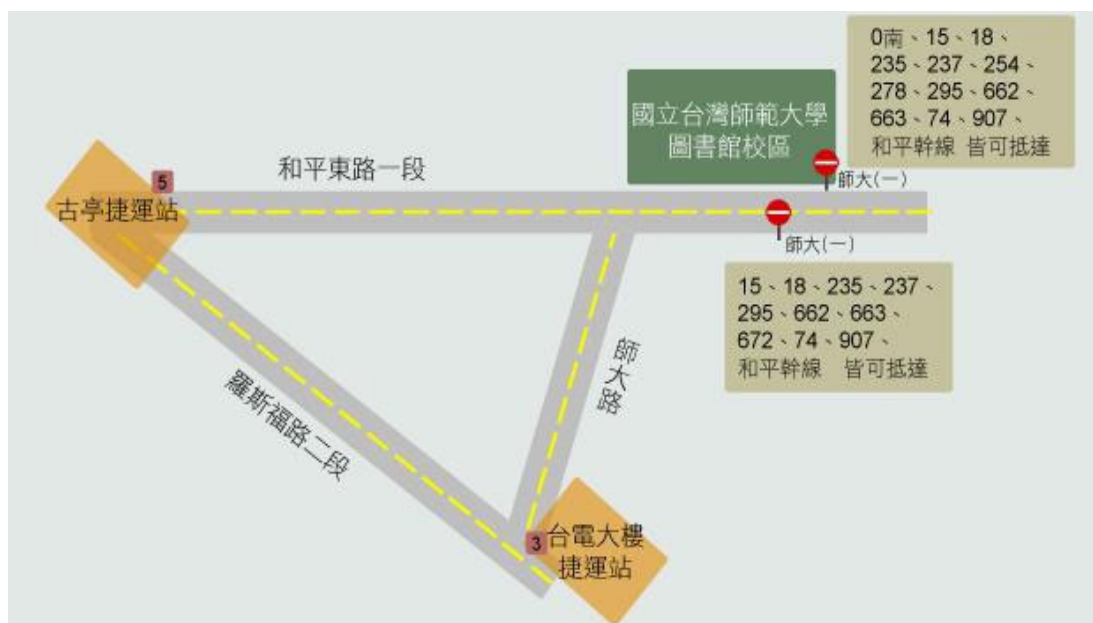 0南、15、18、
235、237、254、
278、295、662、
663、74、907、
和平幹線 皆可抵達
國立台灣師範大學
圖書館校區
和平東路一段
師大(一)
5
古亭捷運站
師大(一)
15、18、235、237、
295、662、663、
672、74、907、
和平幹線 皆可抵達
師大路
羅斯福路二段
3
台電大樓
捷運站